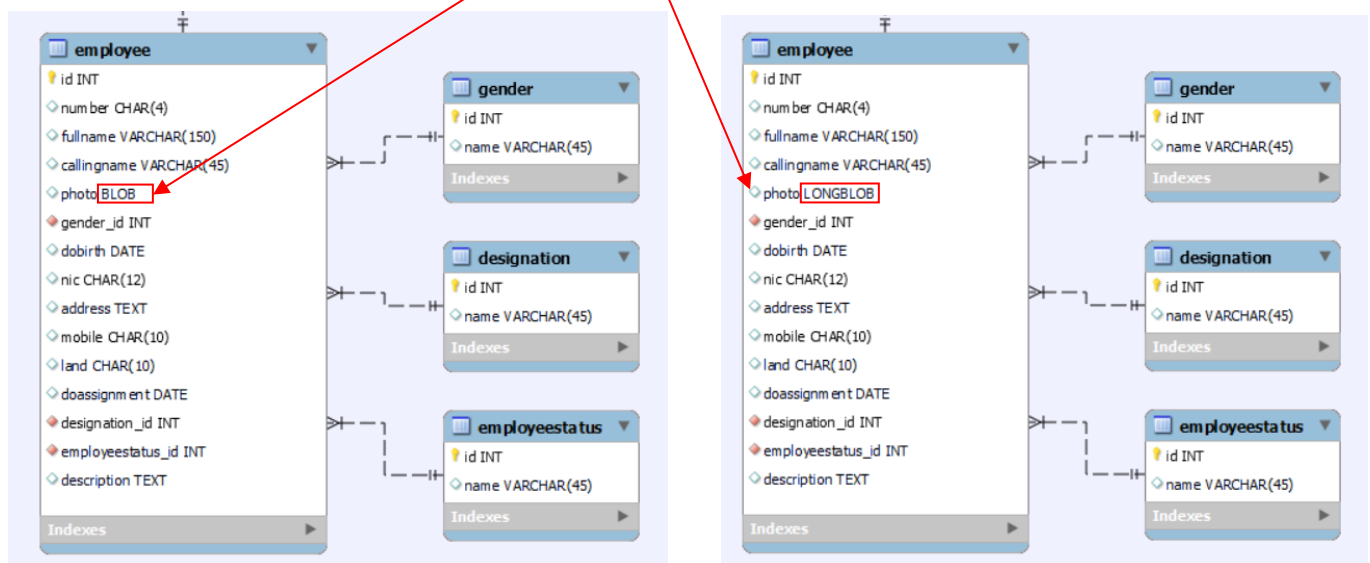 employee
id INT
number CHAR(4)
fullname VARCHAR(150)
callingname VARCHAR(45)
photo BLOB
gender_id INT
dobirth DATE
nic CHAR(12)
address TEXT
mobile CHAR(10)
land CHAR(10)
doassignment DATE
designation_id INT
employeestatus_id INT
description TEXT
Indexes
gender
id INT
name VARCHAR(45)
Indexes
designation
id INT
name VARCHAR(45)
Indexes
employeestatus
id INT
name VARCHAR(45)
Indexes
employee
id INT
number CHAR(4)
fullname VARCHAR(150)
callingname VARCHAR(45)
photo LONGBLOB
gender_id INT
dobirth DATE
nic CHAR(12)
address TEXT
mobile CHAR(10)
land CHAR(10)
doassignment DATE
designation_id INT
employeestatus_id INT
description TEXT
Indexes
gender
id INT
name VARCHAR(45)
Indexes
designation
id INT
name VARCHAR(45)
Indexes
employeestatus
id INT
name VARCHAR(45)
Indexes